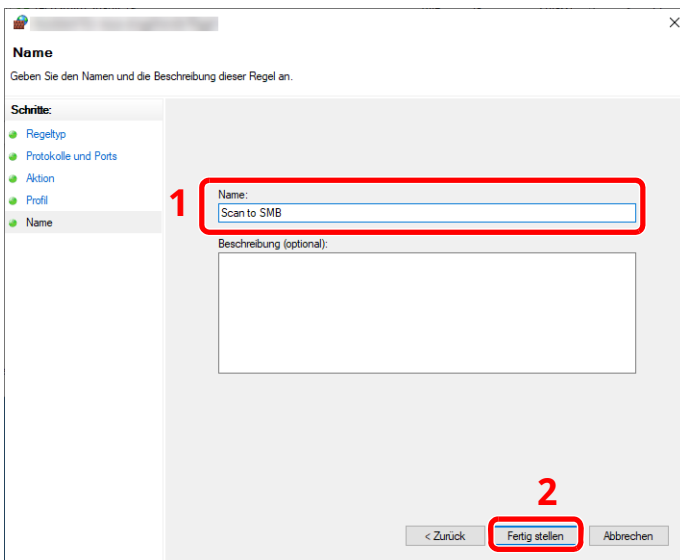 Name
Geben Sie den Namen und die Beschreibung dieser Regel an.
Schritte:
Regeltyp
Protokolle und Ports
Aktion
Profil
Name
1
Name:
Scan to SMB
Beschreibung (optional):
2
< Zurück
Fertig stellen
Abbrechen